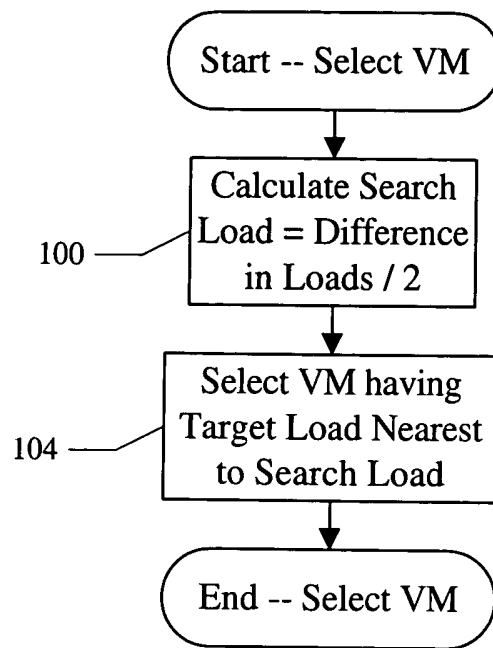 Start -- Select VM
Calculate Search
Load = Difference
in Loads / 2
100
Select VM having
Target Load Nearest
to Search Load
104
End -- Select VM